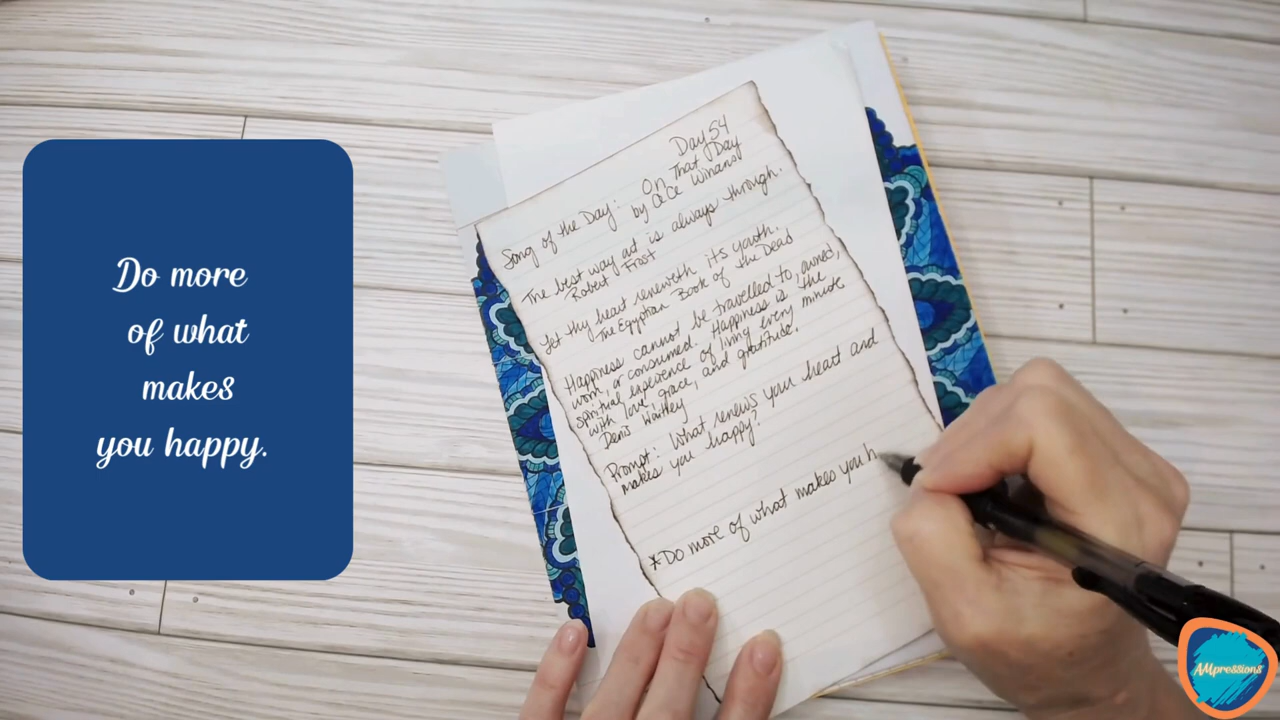 Do more
of what
makes
you happy.
Day 54
Song of the Day: On That Day
by CeCe Winans
The best way out is always through.
Robert Frost
Let thy heart reneweth its youth.
The Egyptian Book of the Dead
Happiness cannot be travelled to, owned,
worn, or consumed. Happiness is the
spiritual experience of living every minute
with love, grace, and gratitude.
Denis Waitley
Prompt: What renews your heart and
makes you happy?
*Do more of what makes you h
AMpressions